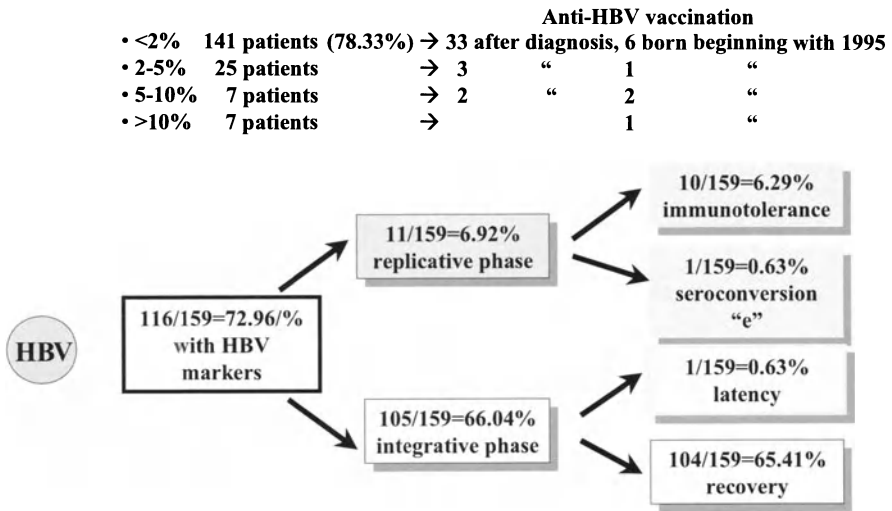 Anti-HBV vaccination
• <2% 141 patients (78.33%) → 33 after diagnosis, 6 born beginning with 1995
• 2-5% 25 patients → 3 “ 1 “
• 5-10% 7 patients → 2 “ 2 “
• >10% 7 patients → 1 “
10/159=6.29%
immunotolerance
11/159=6.92%
replicative phase
1/159=0.63%
seroconversion
“e”
116/159=72.96/%
with HBV
markers
HBV
1/159=0.63%
latency
105/159=66.04%
integrative phase
104/159=65.41%
recovery